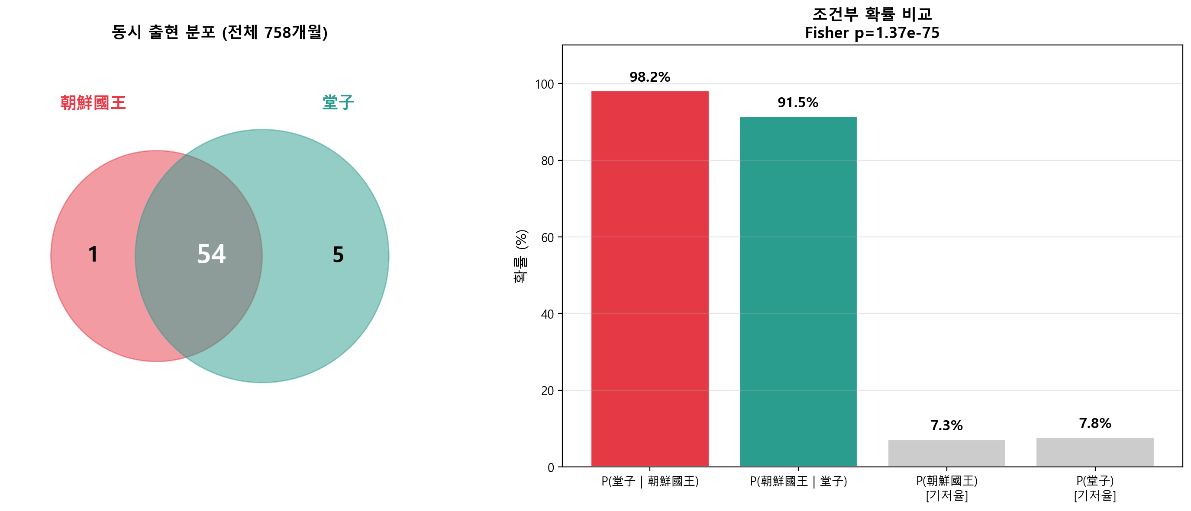 동시 출현 분포 (전체 758개월)
朝鮮國王
堂子
1
54
5
조건부 확률 비교
Fisher p=1.37e-75
확률 (%)
100
80
60
40
20
0
98.2%
91.5%
7.3%
7.8%
P(堂子 | 朝鮮國王)
P(朝鮮國王 | 堂子)
P(朝鮮國王)
[기저율]
P(堂子)
[기저율]